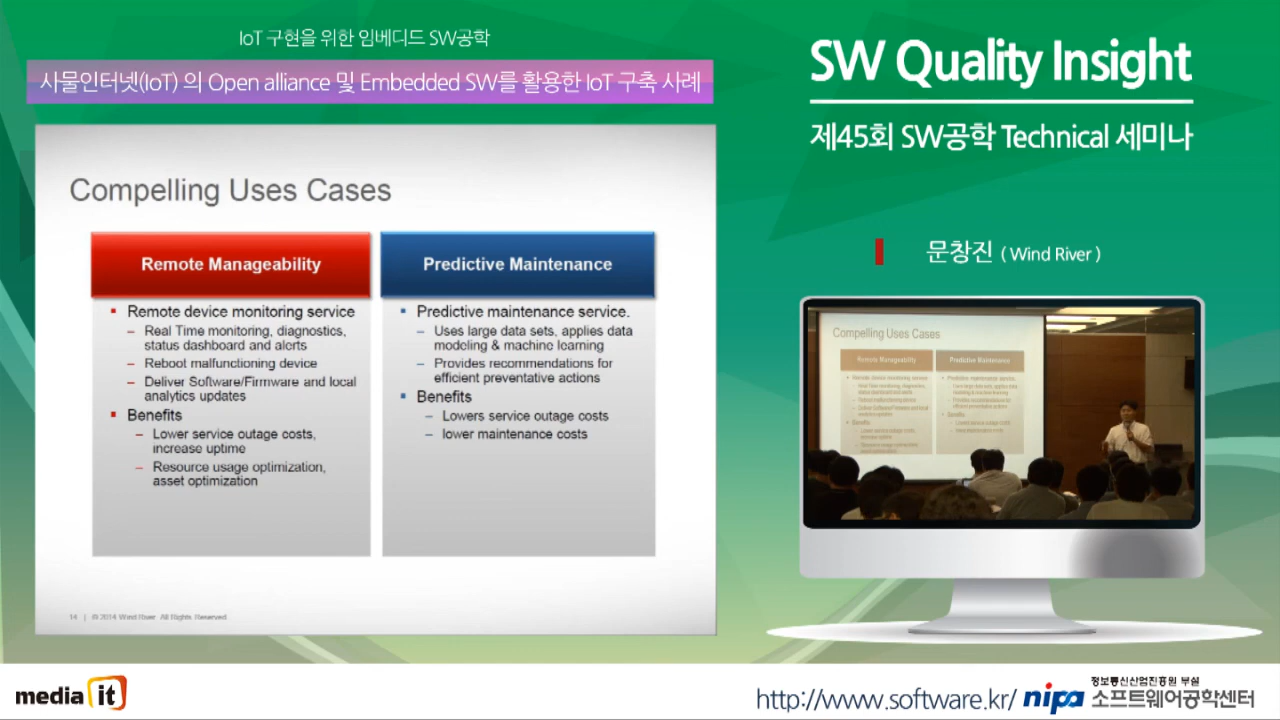 IoT 구현을 위한 임베디드 SW공학
사물인터넷(IoT) 의 Open alliance 및 Embedded SW를 활용한 IoT 구축 사례
SW Quality Insight
제45회 SW공학 Technical 세미나
문창진 ( Wind River )
Compelling Uses Cases
Remote Manageability
▪ Remote device monitoring service
– Real Time monitoring, diagnostics,
status dashboard and alerts
– Reboot malfunctioning device
– Deliver Software/Firmware and local
analytics updates
▪ Benefits
– Lower service outage costs,
increase uptime
– Resource usage optimization,
asset optimization
Predictive Maintenance
▪ Predictive maintenance service.
– Uses large data sets, applies data
modeling & machine learning
– Provides recommendations for
efficient preventative actions
▪ Benefits
– Lowers service outage costs
– lower maintenance costs
14 | © 2014 Wind River. All Rights Reserved.
Compelling Uses Cases
Remote Manageability
Predictive Maintenance
media it
http://www.software.kr/
nipa
정보통신산업진흥원 부설
소프트웨어공학센터